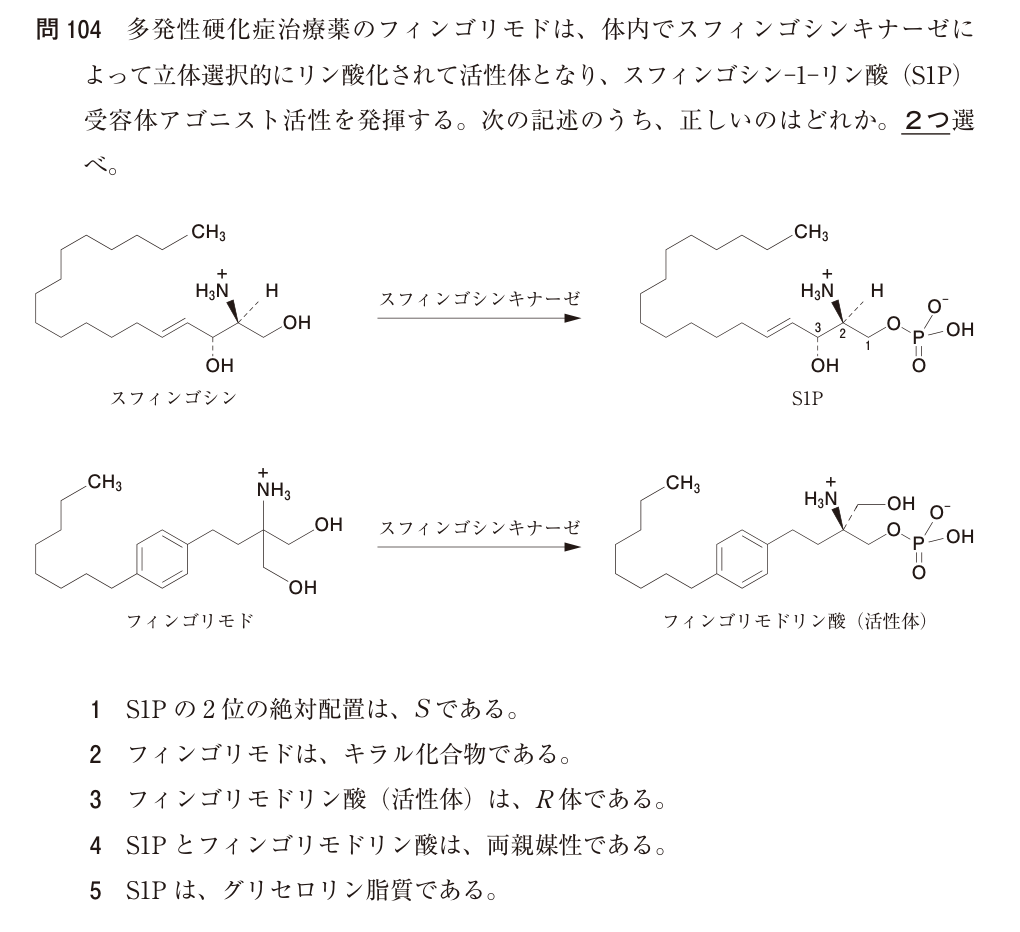 問 104　多発性硬化症治療薬のフィンゴリモドは、体内でスフィンゴシンキナーゼに
よって立体選択的にリン酸化されて活性体となり、スフィンゴシン-1-リン酸（S1P）
受容体アゴニスト活性を発揮する。次の記述のうち、正しいのはどれか。２つ選
べ。
CH₃
H₃N⁺
H
OH
OH
スフィンゴシン
スフィンゴシンキナーゼ
CH₃
H₃N⁺
H
O⁻
O
P
OH
3
2
1
OH
O
S1P
CH₃
⁺NH₃
OH
OH
フィンゴリモド
スフィンゴシンキナーゼ
CH₃
H₃N⁺
OH
O⁻
O
P
OH
O
フィンゴリモドリン酸（活性体）
1　S1P の 2 位の絶対配置は、S である。
2　フィンゴリモドは、キラル化合物である。
3　フィンゴリモドリン酸（活性体）は、R 体である。
4　S1P とフィンゴリモドリン酸は、両親媒性である。
5　S1P は、グリセロリン脂質である。